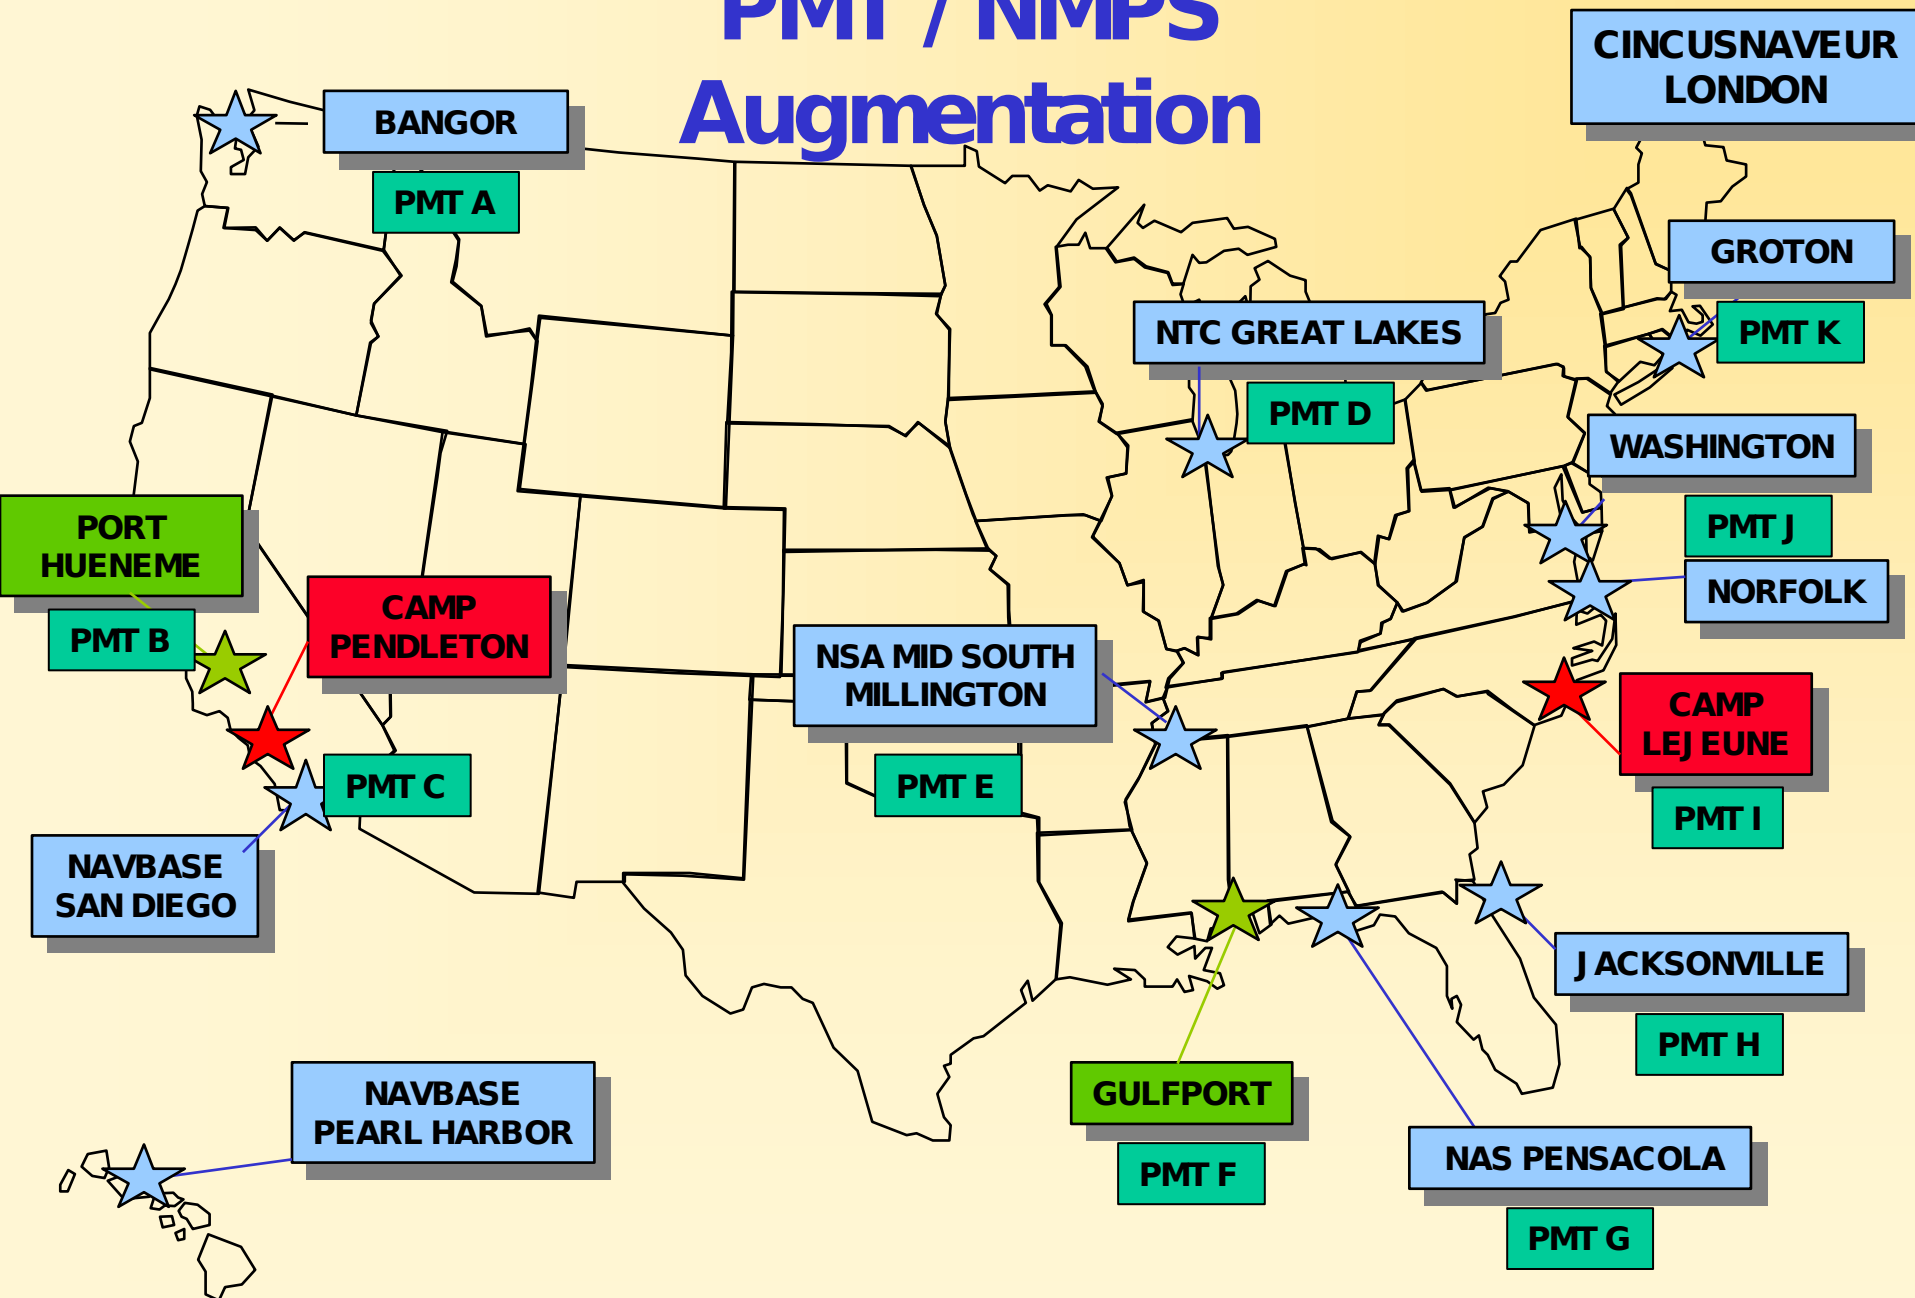 PMT / NMPS
Augmentation
CINCUSNAVEUR
LONDON
BANGOR
PMT A
GROTON
PMT K
NTC GREAT LAKES
PMT D
WASHINGTON
PMT J
NORFOLK
PORT
HUENEME
PMT B
CAMP
PENDLETON
PMT C
NSA MID SOUTH
MILLINGTON
PMT E
CAMP
LEJEUNE
PMT I
NAVBASE
SAN DIEGO
JACKSONVILLE
PMT H
NAVBASE
PEARL HARBOR
GULFPORT
PMT F
NAS PENSACOLA
PMT G